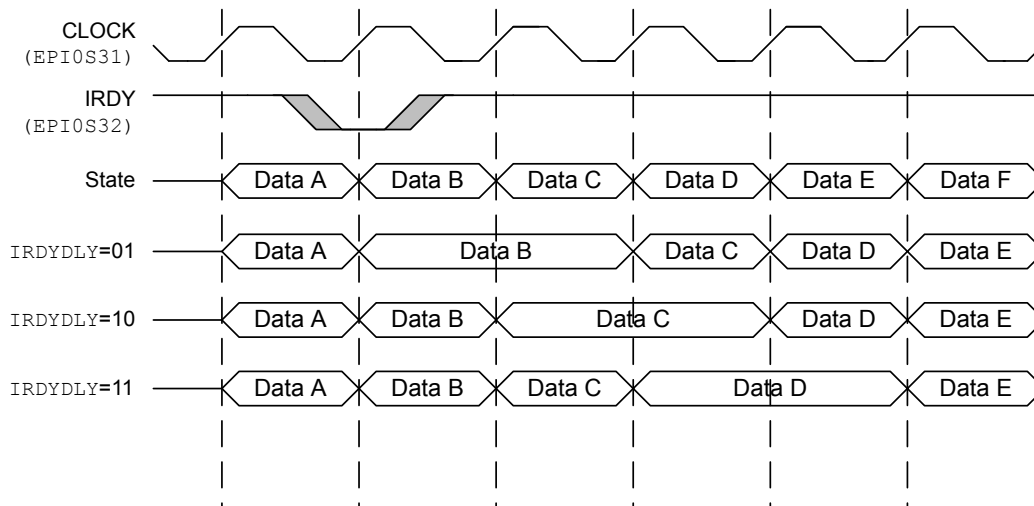 CLOCK
(EPI0S31)
IRDY
(EPI0S32)
State Data A Data B Data C Data D Data E Data F
IRDYDLY=01 Data A Data B Data C Data D Data E
IRDYDLY=10 Data A Data B Data C Data D Data E
IRDYDLY=11 Data A Data B Data C Data D Data E